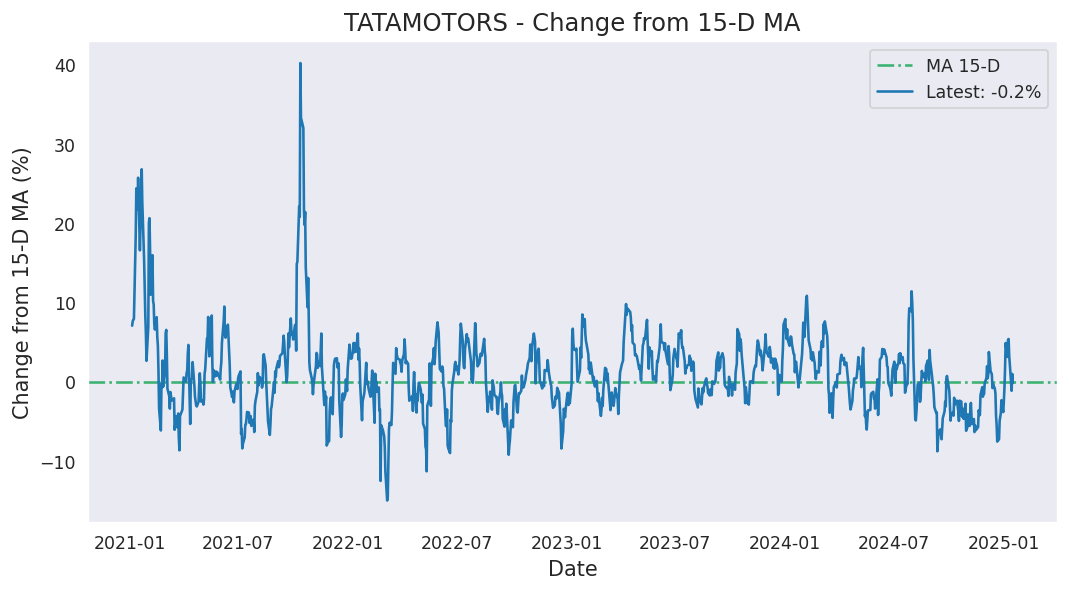 TATAMOTORS - Change from 15-D MA
MA 15-D
Latest: -0.2%
Change from 15-D MA (%)
40
30
20
10
0
−10
2021-01 2021-07 2022-01 2022-07 2023-01 2023-07 2024-01 2024-07 2025-01
Date